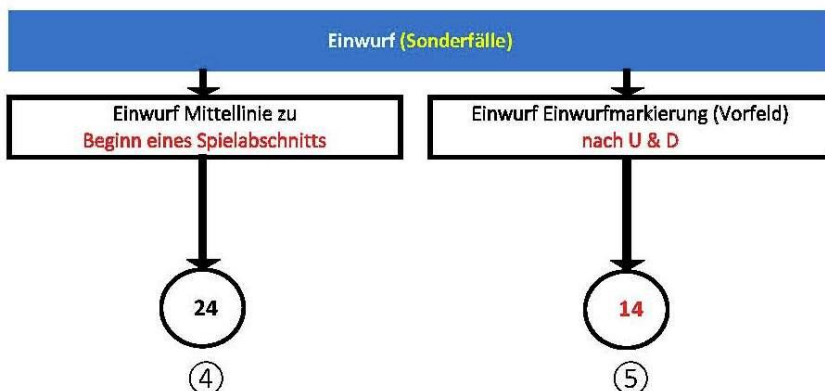 Einwurf (Sonderfälle)
Einwurf Mittellinie zu
Beginn eines Spielabschnitts
Einwurf Einwurfmarkierung (Vorfeld)
nach U & D
24
14
④
⑤